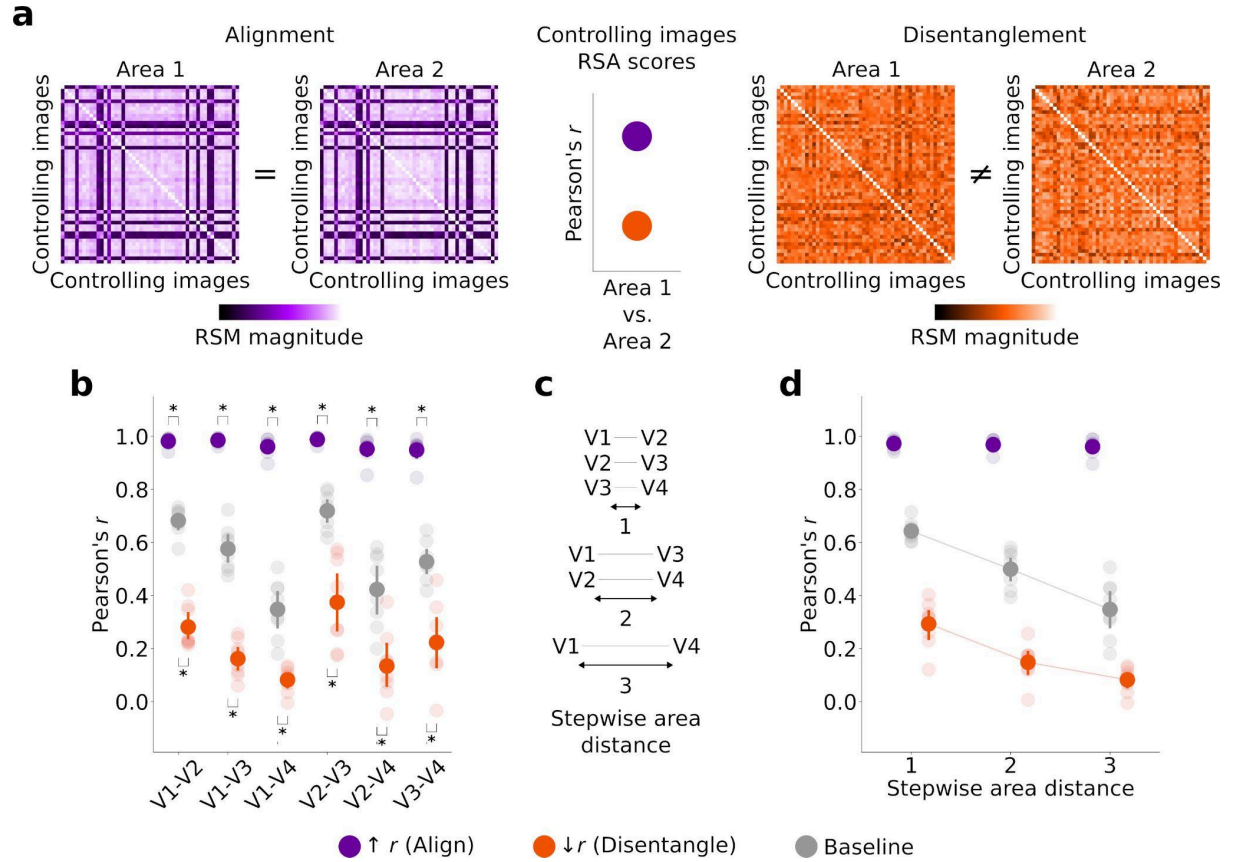 a
Alignment
Controlling images
RSA scores
Disentanglement
Area 1
Area 2
Area 1
Area 2
Controlling images
=
Controlling images
Pearson's r
Controlling images
≠
Controlling images
Controlling images
Controlling images
Controlling images
Controlling images
Area 1
vs.
Area 2
RSM magnitude
RSM magnitude
b
* * * * * *
Pearson's r
1.0
0.8
0.6
0.4
0.2
0.0
* * * * * *
V1-V2
V1-V3
V1-V4
V2-V3
V2-V4
V3-V4
c
V1 V2
V2 V3
V3 V4
1
V1 V3
V2 V4
2
V1 V4
3
Stepwise area
distance
d
Pearson's r
1.0
0.8
0.6
0.4
0.2
0.0
1 2 3
Stepwise area distance
↑ r (Align)
↓r (Disentangle)
Baseline